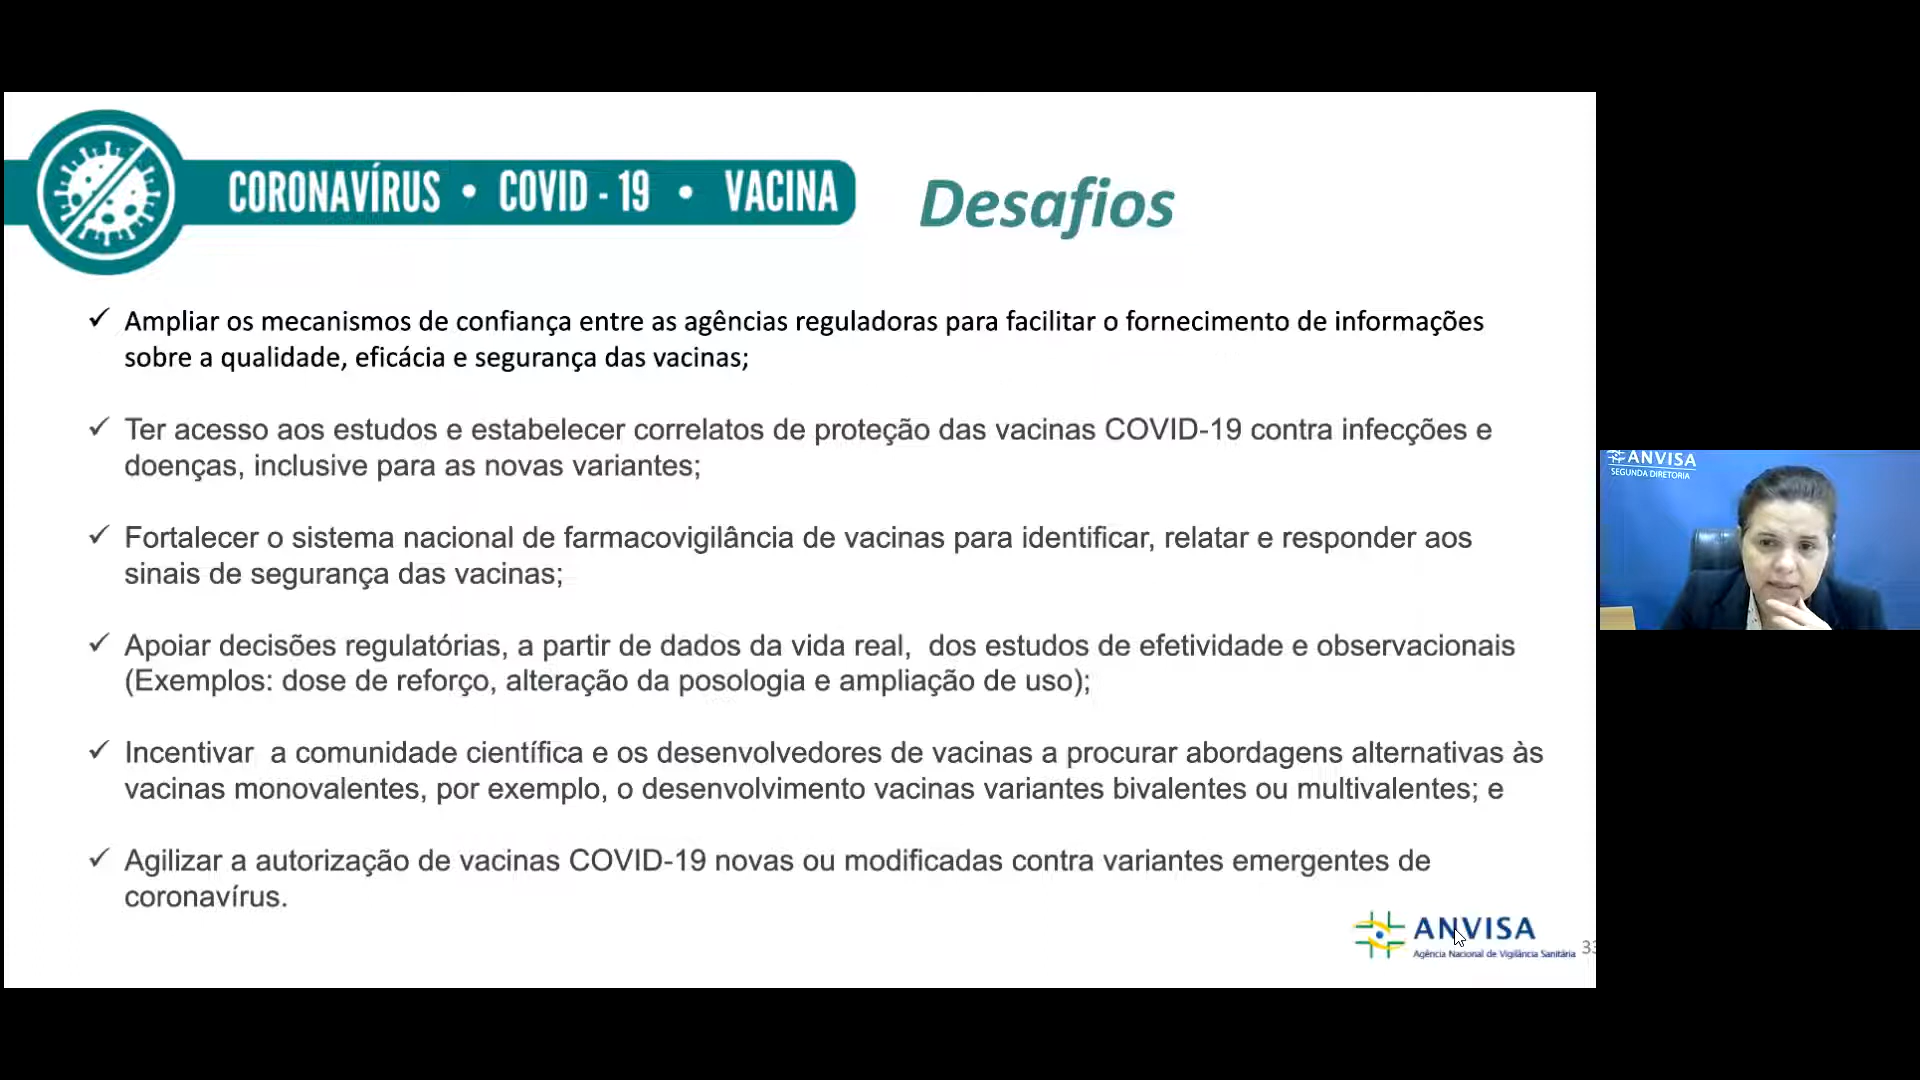 CORONAVÍRUS • COVID - 19 • VACINA
Desafios
✓ Ampliar os mecanismos de confiança entre as agências reguladoras para facilitar o fornecimento de informações
sobre a qualidade, eficácia e segurança das vacinas;
✓ Ter acesso aos estudos e estabelecer correlatos de proteção das vacinas COVID-19 contra infecções e
doenças, inclusive para as novas variantes;
✓ Fortalecer o sistema nacional de farmacovigilância de vacinas para identificar, relatar e responder aos
sinais de segurança das vacinas;
✓ Apoiar decisões regulatórias, a partir de dados da vida real,  dos estudos de efetividade e observacionais
(Exemplos: dose de reforço, alteração da posologia e ampliação de uso);
✓ Incentivar  a comunidade científica e os desenvolvedores de vacinas a procurar abordagens alternativas às
vacinas monovalentes, por exemplo, o desenvolvimento vacinas variantes bivalentes ou multivalentes; e
✓ Agilizar a autorização de vacinas COVID-19 novas ou modificadas contra variantes emergentes de
coronavírus.
ANVISA
Agência Nacional de Vigilância Sanitária
33
ANVISA
SEGUNDA DIRETORIA